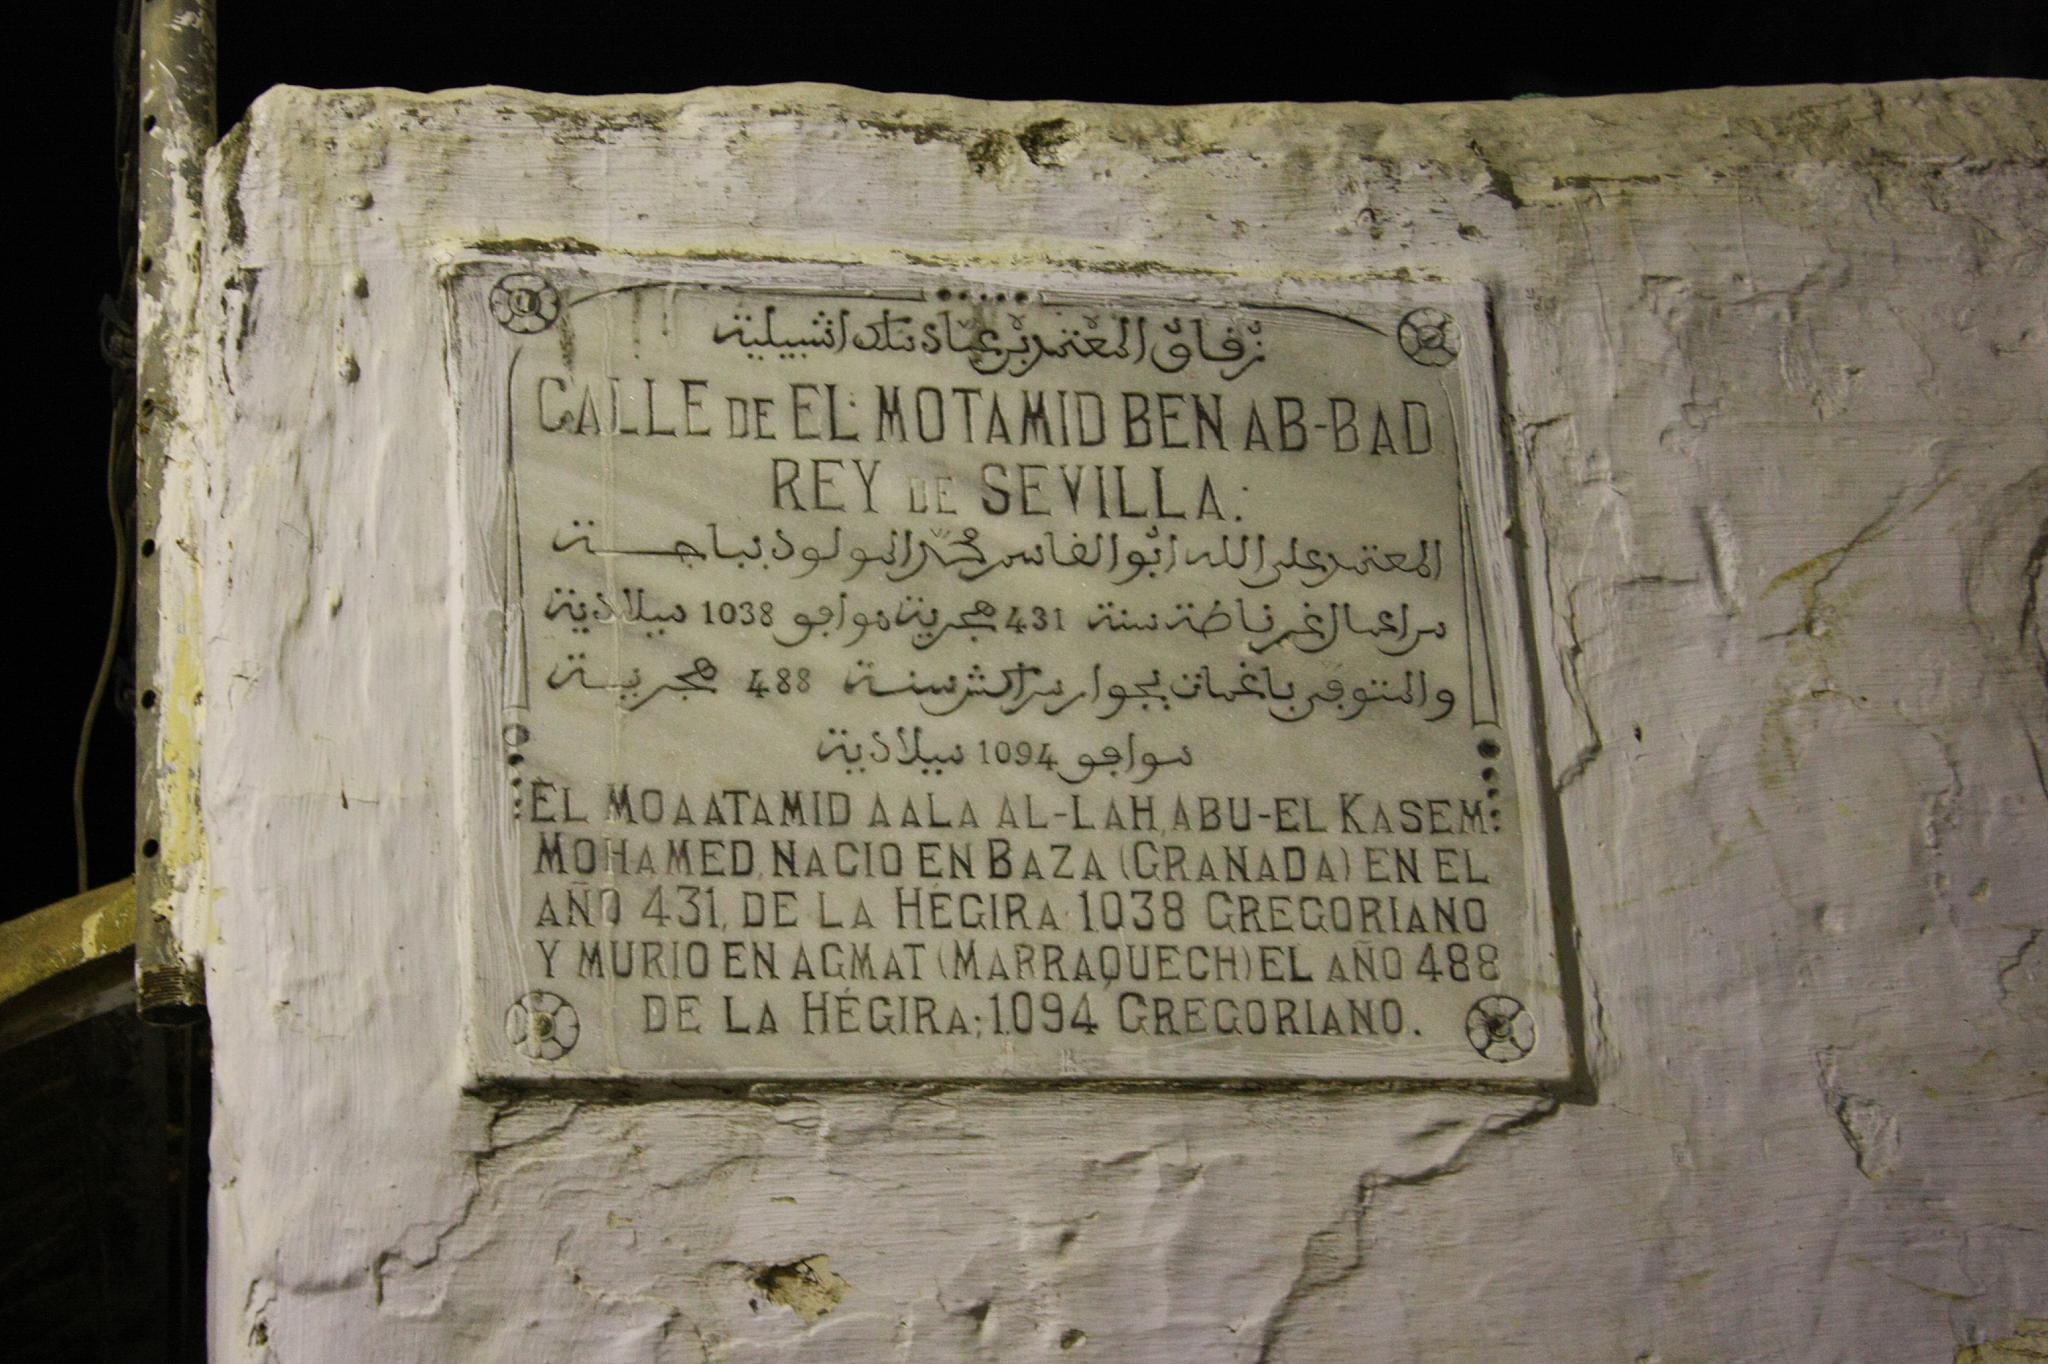 زقاق المعتمد بن عباد ملك اشبيلية
CALLE DE EL MOTAMID BEN AB-BAD
REY DE SEVILLA.
المعتمد على الله ابو القاسم محمد المولود بباجة
من اعمال غرناطة سنة 431 هجرية موافق 1038 ميلادية
والمتوفى باغمات بجوار مراكش سنة 488 هجرية
موافق 1094 ميلادية
EL MOAATAMID AALA AL-LAH, ABU-EL KASEM
MOHAMED, NACIO EN BAZA (GRANADA) EN EL
AÑO 431, DE LA HÉGIRA 1038 GREGORIANO
Y MURIO EN AGMAT (MARRAQUECH) EL AÑO 488
DE LA HÉGIRA; 1094 GREGORIANO.